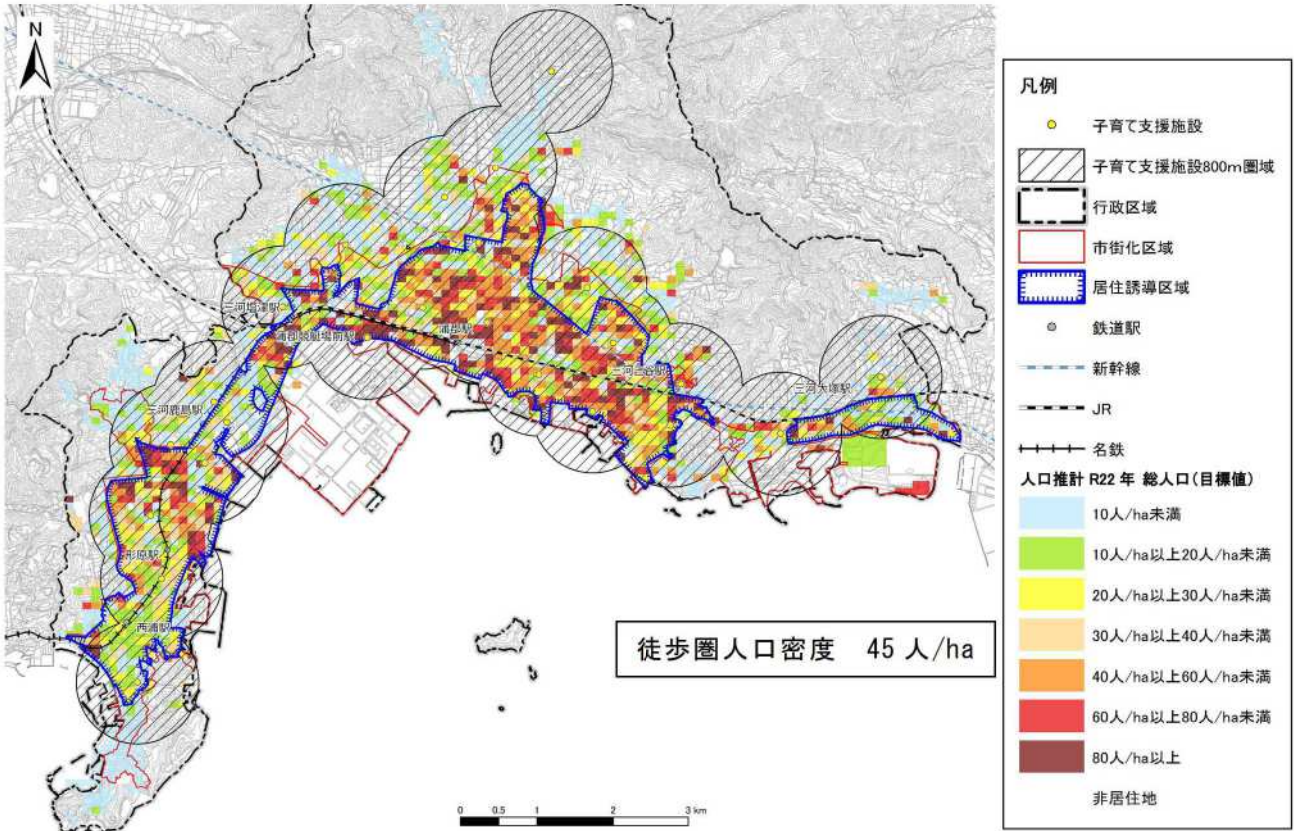 N
三河塩津駅
蒲郡競艇場前駅
蒲郡駅
三河三谷駅
三河大塚駅
三河鹿島駅
形原駅
西浦駅
徒歩圏人口密度 45 人/ha
0 0.5 1 2 3 km
凡例
子育て支援施設
子育て支援施設800m圏域
行政区域
市街化区域
居住誘導区域
鉄道駅
新幹線
JR
名鉄
人口推計 R22 年 総人口(目標値)
10人/ha未満
10人/ha以上20人/ha未満
20人/ha以上30人/ha未満
30人/ha以上40人/ha未満
40人/ha以上60人/ha未満
60人/ha以上80人/ha未満
80人/ha以上
非居住地